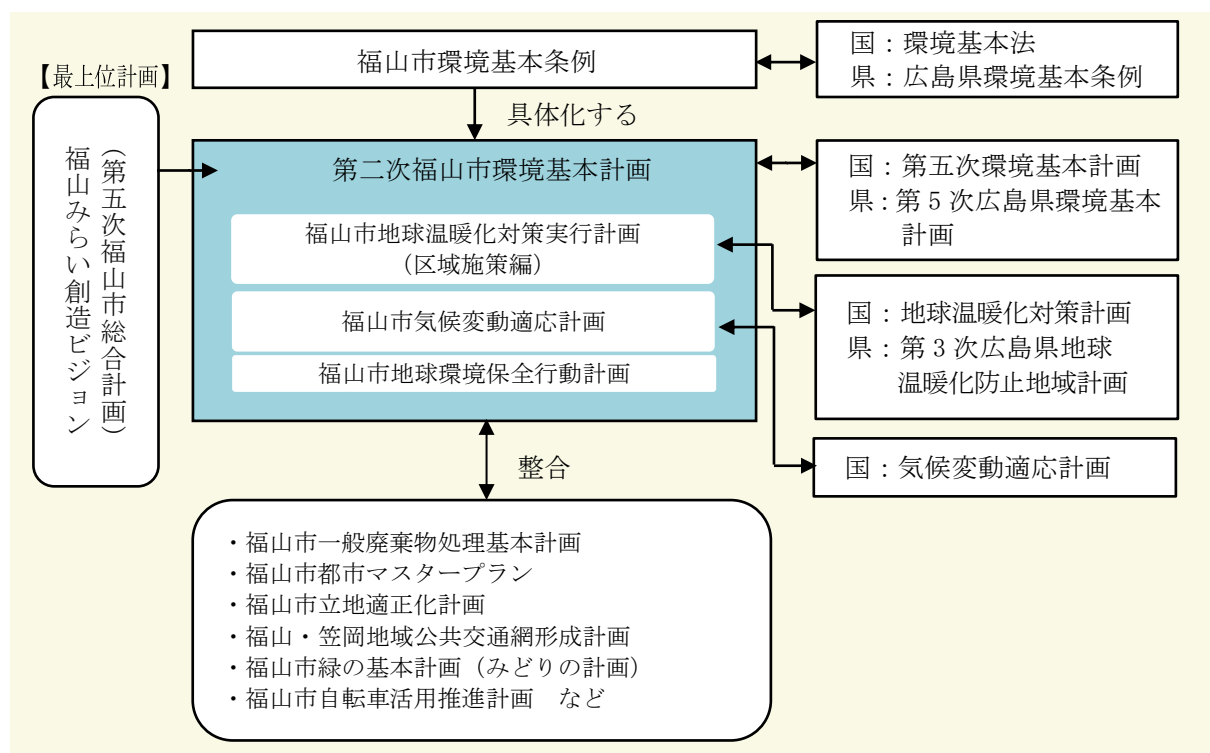 福山市環境基本条例
国：環境基本法
県：広島県環境基本条例
【最上位計画】
具体化する
福山みらい創造ビジョン
（第五次福山市総合計画）
第二次福山市環境基本計画
国：第五次環境基本計画
県：第５次広島県環境基本
計画
福山市地球温暖化対策実行計画
（区域施策編）
福山市気候変動適応計画
福山市地球環境保全行動計画
国：地球温暖化対策計画
県：第３次広島県地球
温暖化防止地域計画
国：気候変動適応計画
整合
・福山市一般廃棄物処理基本計画
・福山市都市マスタープラン
・福山市立地適正化計画
・福山・笠岡地域公共交通網形成計画
・福山市緑の基本計画（みどりの計画）
・福山市自転車活用推進計画　など